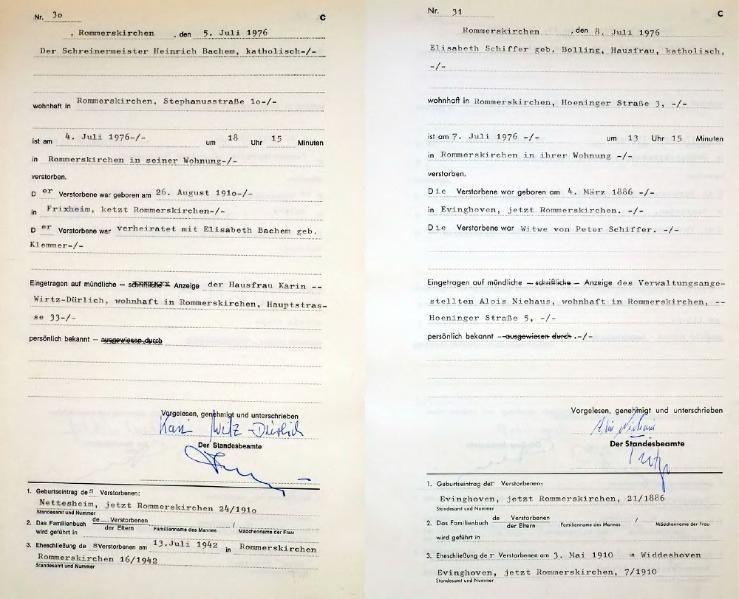 Nr. 30
C
, Rommerskirchen , den 5. Juli 1976
Der Schreinermeister Heinrich Bachem, katholisch-/-
wohnhaft in Rommerskirchen, Stephanusstraße 1o-/-
ist am 4. Juli 1976-/- um 18 Uhr 15 Minuten
in Rommerskirchen in seiner Wohnung-/-
verstorben.
D er Verstorbene war geboren am 26. August 191o-/-
in Frixheim, ketzt Rommerskirchen-/-
D er Verstorbene war verheiratet mit Elisabeth Bachem geb.
Klemmer-/-
Eingetragen auf mündliche – schriftliche Anzeige der Hausfrau Karin --
Wirtz-Dürlich, wohnhaft in Rommerskirchen, Hauptstras-
se 33-/-
persönlich bekannt – ausgewiesen durch
Vorgelesen, genehmigt und unterschrieben
Karin Wirtz-Dürlich
Der Standesbeamte
1. Geburtseintrag des Verstorbenen:
Nettesheim, jetzt Rommerskirchen 24/191o
Standesamt und Nummer
2. Das Familienbuch de Verstorbenen /
der Eltern Familienname des Mannes Mädchenname der Frau
wird geführt in
3. Eheschließung des Verstorbenen am 13.Juli 1942 in Rommerskirchen
Rommerskirchen 16/1942
Standesamt und Nummer
Nr. 31
C
Rommerskirchen , den 8. Juli 1976
Elisabeth Schiffer geb. Bolling, Hausfrau, katholisch,
-/-
wohnhaft in Rommerskirchen, Hoeninger Straße 3, -/-
ist am 7. Juli 1976 -/- um 13 Uhr 15 Minuten
in Rommerskirchen in ihrer Wohnung -/-
verstorben.
Die Verstorbene war geboren am 4. März 1886 -/-
in Evinghoven, jetzt Rommerskirchen. -/-
Die Verstorbene war Witwe von Peter Schiffer. -/-
Eingetragen auf mündliche – schriftliche – Anzeige des Verwaltungsange-
stellten Alois Niehaus, wohnhaft in Rommerskirchen, --
Hoeninger Straße 5, -/-
persönlich bekannt – ausgewiesen durch .-/-
Vorgelesen, genehmigt und unterschrieben
Der Standesbeamte
1. Geburtseintrag der Verstorbenen:
Evinghoven, jetzt Rommerskirchen, 21/1886
Standesamt und Nummer
2. Das Familienbuch de Verstorbenen /
der Eltern Familienname des Mannes Mädchenname der Frau
wird geführt in
3. Eheschließung der Verstorbenen am 3. Mai 1910 in Widdeshoven
Evinghoven, jetzt Rommerskirchen, 7/1910
Standesamt und Nummer